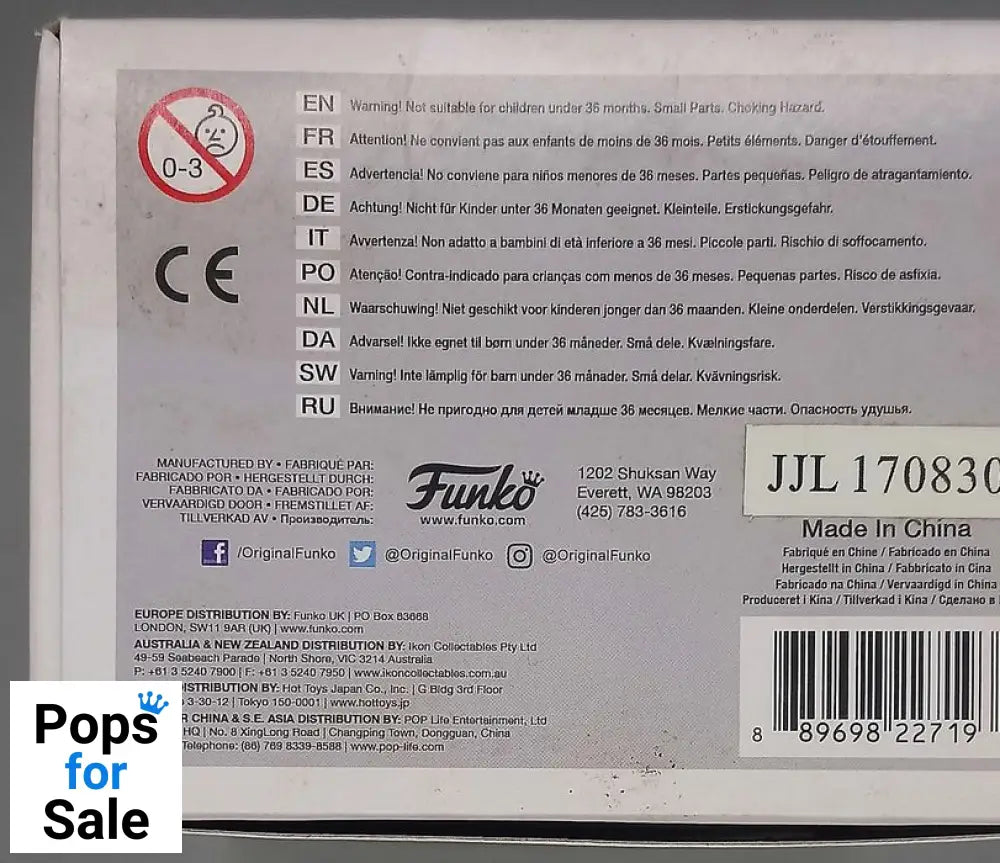 0-3
CE
EN Warning! Not suitable for children under 36 months. Small Parts. Choking Hazard.
FR Attention! Ne convient pas aux enfants de moins de 36 mois. Petits éléments. Danger d'étouffement.
ES Advertencia! No conviene para niños menores de 36 meses. Partes pequeñas. Peligro de atragantamiento.
DE Achtung! Nicht für Kinder unter 36 Monaten geeignet. Kleinteile. Erstickungsgefahr.
IT Avvertenza! Non adatto a bambini di età inferiore a 36 mesi. Piccole parti. Rischio di soffocamento.
PO Atenção! Contra-indicado para crianças com menos de 36 meses. Pequenas partes. Risco de asfixia.
NL Waarschuwing! Niet geschikt voor kinderen jonger dan 36 maanden. Kleine onderdelen. Verstikkingsgevaar.
DA Advarsel! Ikke egnet til børn under 36 måneder. Små dele. Kvælningsfare.
SW Varning! Inte lämplig för barn under 36 månader. Små delar. Kvävningsrisk.
RU Внимание! Не пригодно для детей младше 36 месяцев. Мелкие части. Опасность удушья.
MANUFACTURED BY • FABRIQUÉ PAR:
FABRICADO POR • HERGESTELLT DURCH:
FABBRICATO DA • FABRICADO POR:
VERVAARDIGD DOOR • FREMSTILLET AF:
TILLVERKAD AV • Производитель:
Funko
www.funko.com
1202 Shuksan Way
Everett, WA 98203
(425) 783-3616
/OriginalFunko @OriginalFunko @OriginalFunko
JJL 170830
Made In China
Fabriqué en Chine / Fabricado en China
Hergestellt in China / Fabbricato in Cina
Fabricado na China / Vervaardigd in China
Produceret i Kina / Tillverkad i Kina / Сделано в
EUROPE DISTRIBUTION BY: Funko UK | PO Box 63668
LONDON, SW11 9AR (UK) | www.funko.com
AUSTRALIA & NEW ZEALAND DISTRIBUTION BY: Ikon Collectables Pty Ltd
49-59 Seabeach Parade | North Shore, VIC 3214 Australia
P: +61 3 5240 7900 | F: +61 3 5240 7950 | www.ikoncollectables.com.au
ISTRIBUTION BY: Hot Toys Japan Co., Inc. | G Bldg 3rd Floor
3-30-12 | Tokyo 150-0001 | www.hottoys.jp
R CHINA & S.E. ASIA DISTRIBUTION BY: POP Life Entertainment, Ltd
HQ | No. 8 XingLong Road | Changping Town, Dongguan, China
Telephone: (86) 769 8339-8588 | www.pop-life.com
8 89698 22719
Pops
for
Sale